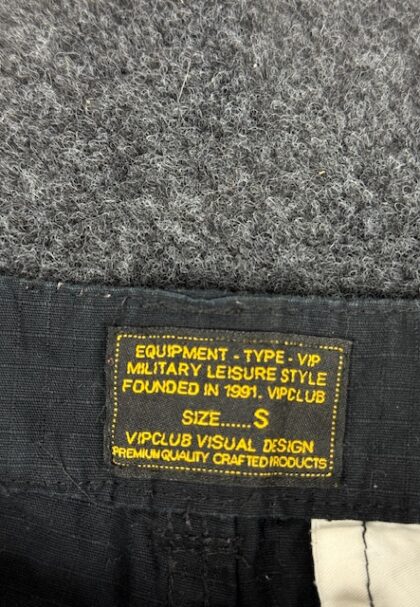 EQUIPMENT - TYPE - VIP
MILITARY LEISURE STYLE
FOUNDED IN 1991. VIPCLUB
SIZE......S
VIPCLUB VISUAL DESIGN
PREMIUM QUALITY CRAFTED PRODUCTS